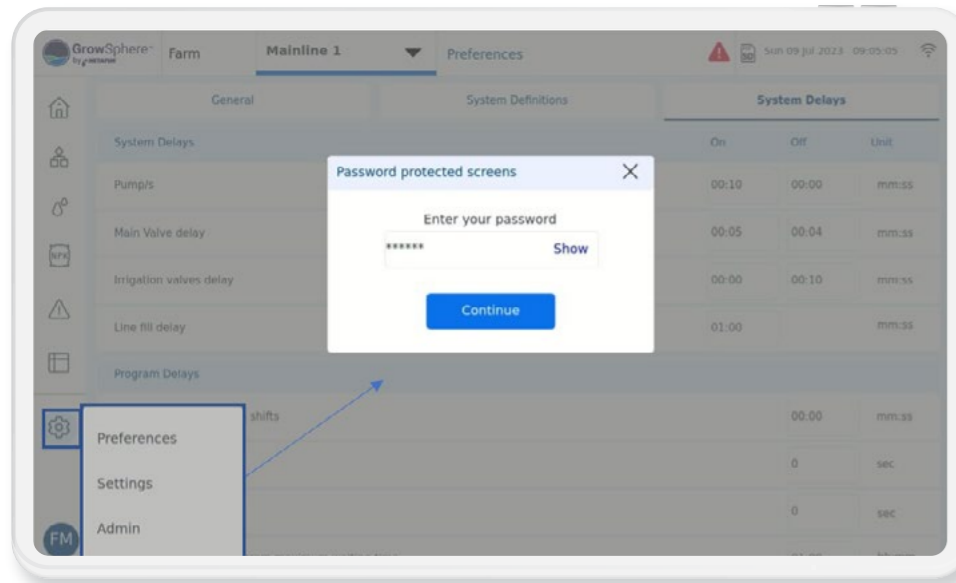 GrowSphere™
by NETAFIM
Farm
Mainline 1
Preferences
Sun 09 Jul 2023 09:05:05
General
System Definitions
System Delays
System Delays
On
Off
Unit
Pump/s
00:10
00:00
mm:ss
Main Valve delay
00:05
00:04
mm:ss
Irrigation valves delay
00:00
00:10
mm:ss
Line fill delay
01:00
mm:ss
Password protected screens
Enter your password
******
Show
Continue
Program Delays
shifts
00:00
mm:ss
0
sec
0
sec
NPK
Preferences
Settings
Admin
FM